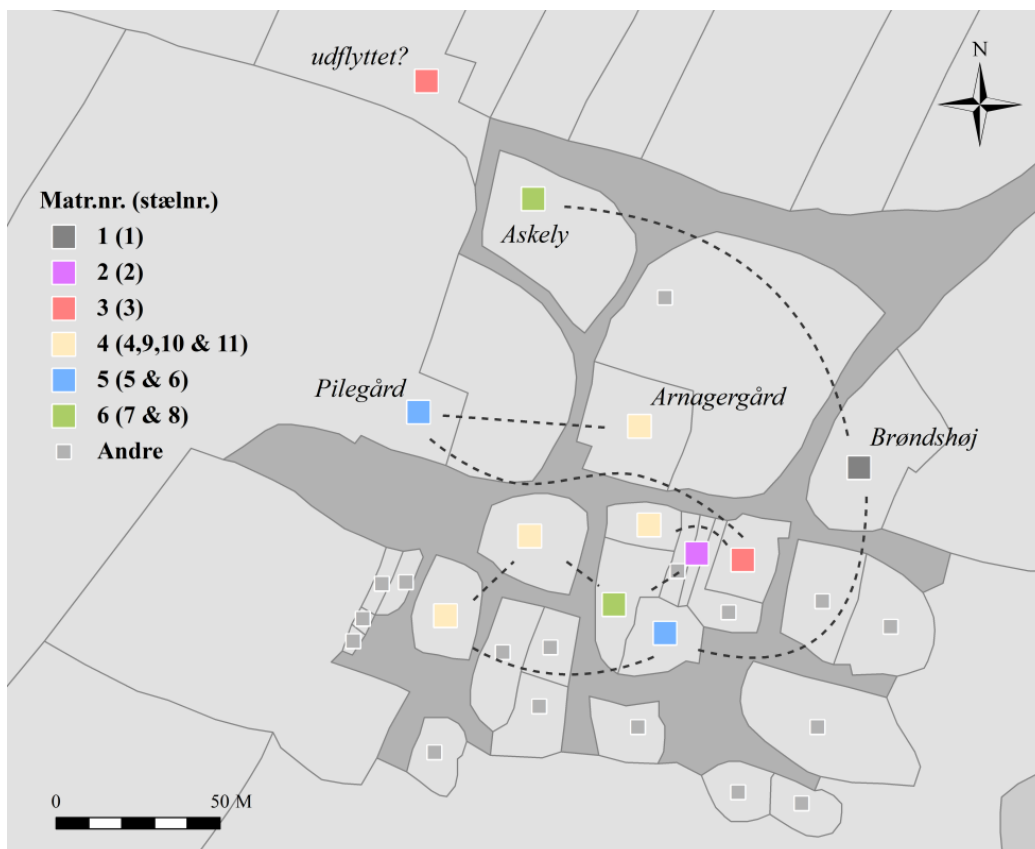 udflyttet?
N
Askely
Matr.nr. (stælnr.)
1 (1)
2 (2)
3 (3)
4 (4,9,10 & 11)
5 (5 & 6)
6 (7 & 8)
Andre
Pilegård
Arnagergård
Brøndshøj
0 50 M